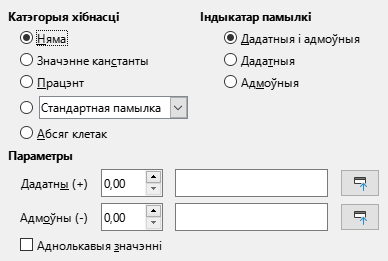 Катэгорыя хібнасці
Няма
Значэнне канстанты
Працэнт
Стандартная памылка
Абсяг клетак
Індыкатар памылкі
Дадатныя і адмоўныя
Дадатныя
Адмоўныя
Параметры
Дадатны (+) 0,00
Адмоўны (-) 0,00
Аднолькавыя значэнні